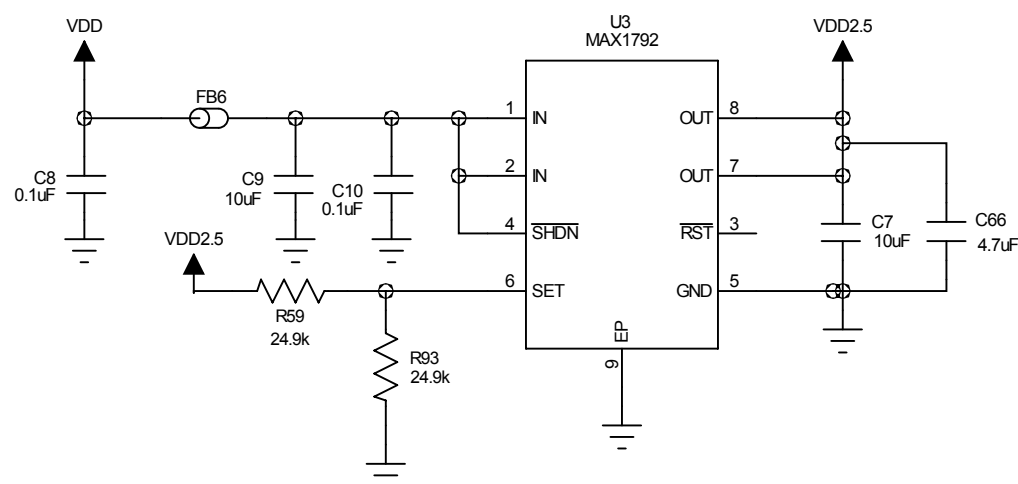 U3
MAX1792
VDD
VDD2.5
FB6
1
IN
OUT
8
2
IN
OUT
7
C8
0.1uF
C9
10uF
C10
0.1uF
4
SHDN
RST
3
C7
10uF
C66
4.7uF
VDD2.5
6
SET
GND
5
R59
24.9k
R93
24.9k
EP
9